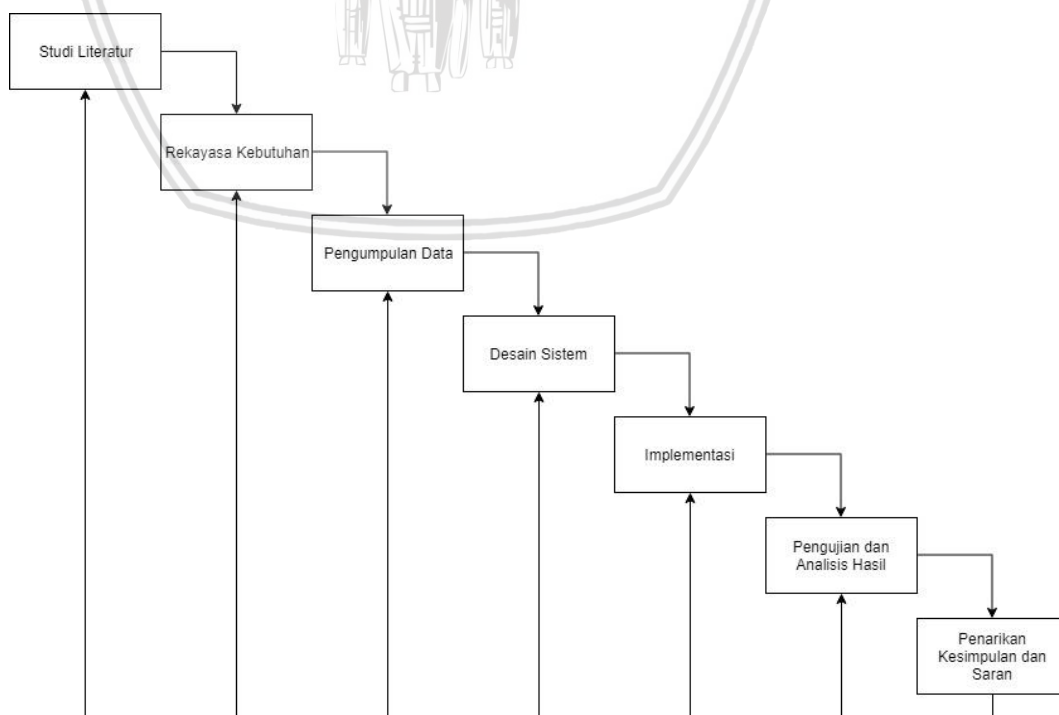 Studi Literatur
Rekayasa Kebutuhan
Pengumpulan Data
Desain Sistem
Implementasi
Pengujian dan
Analisis Hasil
Penarikan
Kesimpulan dan
Saran